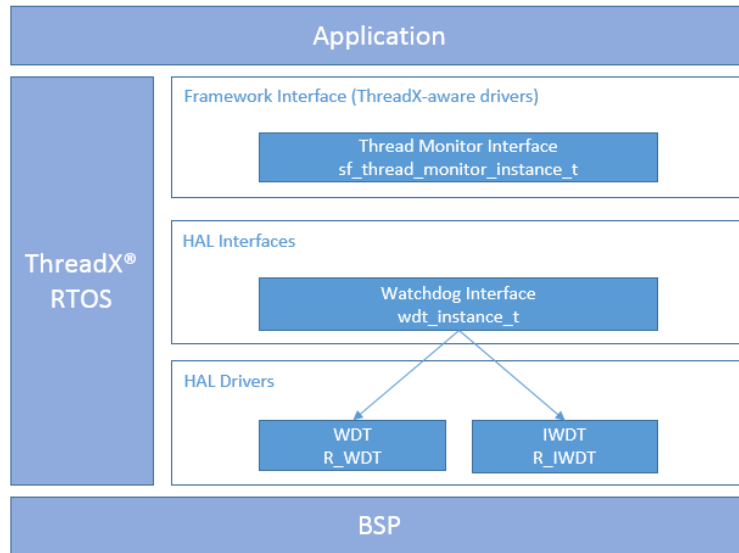 Application
ThreadX®
RTOS
Framework Interface (ThreadX-aware drivers)
Thread Monitor Interface
sf_thread_monitor_instance_t
HAL Interfaces
Watchdog Interface
wdt_instance_t
HAL Drivers
WDT
R_WDT
IWDT
R_IWDT
BSP